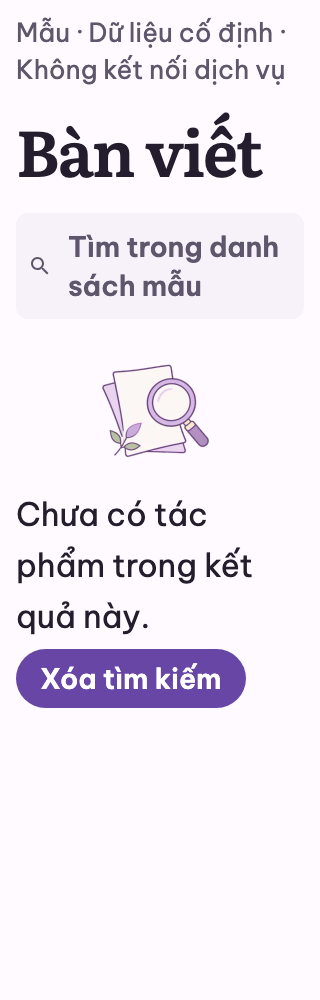 Mẫu · Dữ liệu cố định ·
Không kết nối dịch vụ
Bàn viết
Tìm trong danh
sách mẫu
Chưa có tác
phẩm trong kết
quả này.
Xóa tìm kiếm